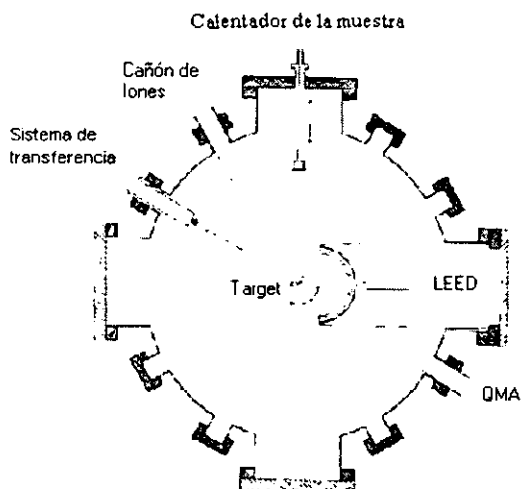 Calentador de la muestra
Cañón de
Iones
Sistema de
transferencia
Target
LEED
QMA